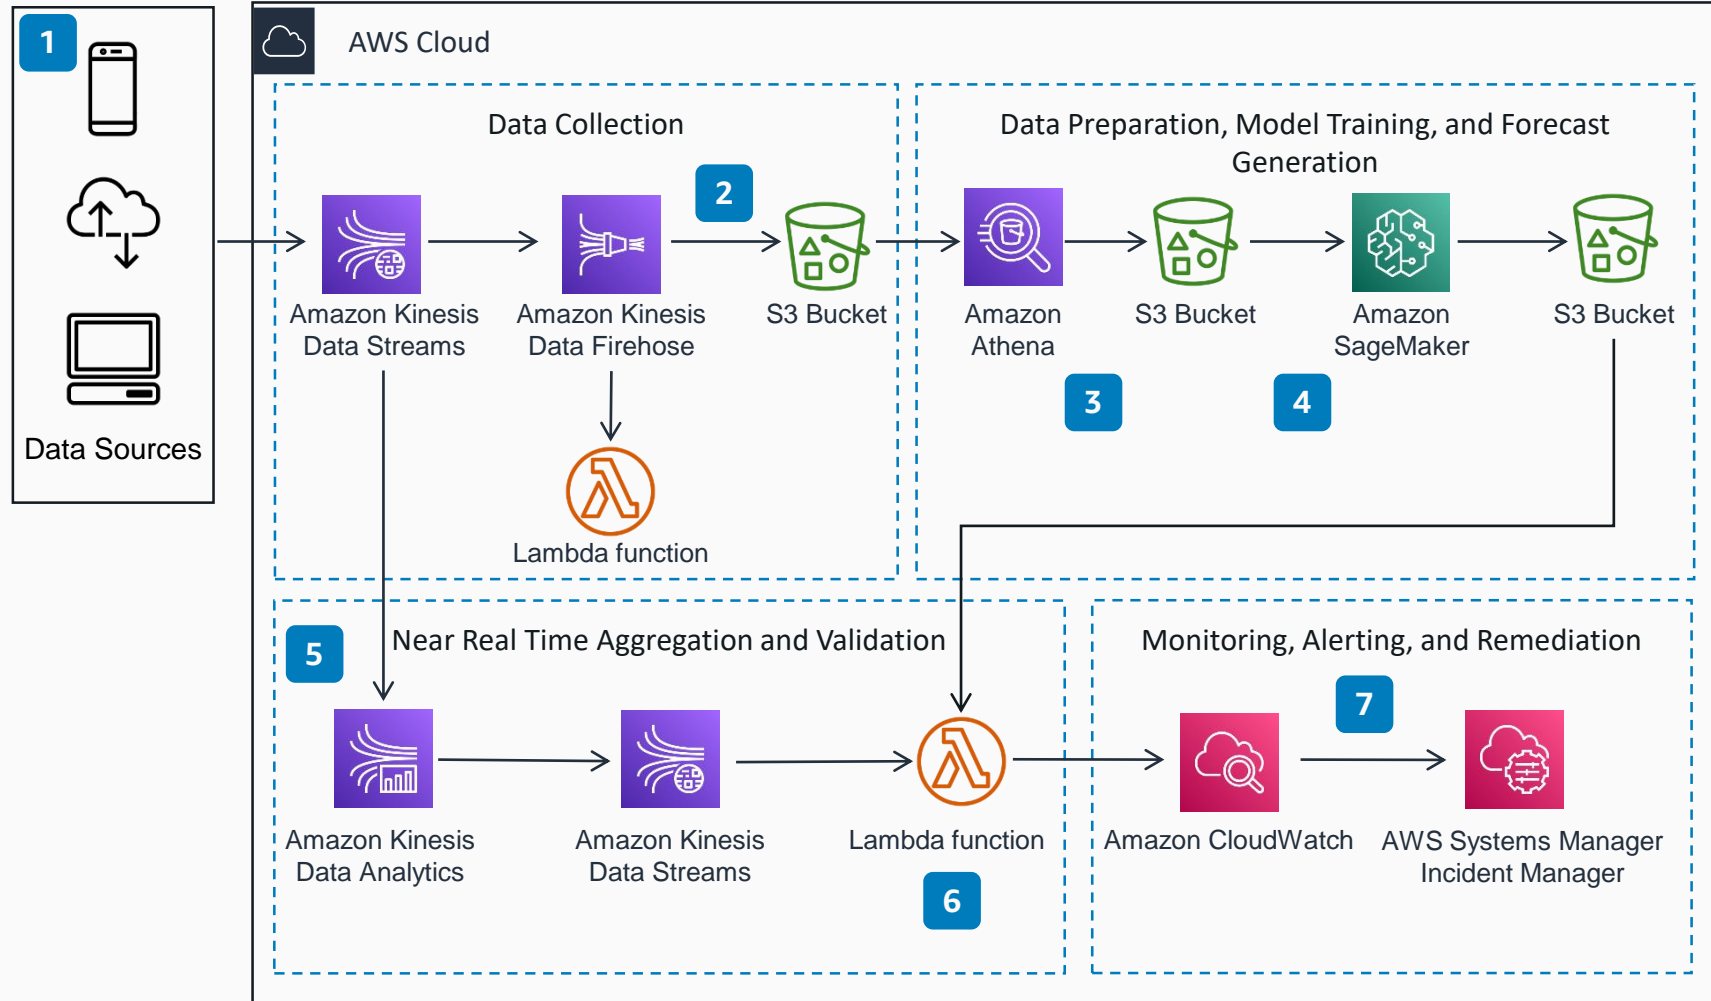 1
AWS Cloud
Data Collection
Data Preparation, Model Training, and Forecast
Generation
2
Amazon Kinesis
Data Streams
Amazon Kinesis
Data Firehose
S3 Bucket
Amazon
Athena
S3 Bucket
Amazon
SageMaker
S3 Bucket
3
4
Data Sources
Lambda function
5
Near Real Time Aggregation and Validation
Monitoring, Alerting, and Remediation
7
Amazon Kinesis
Data Analytics
Amazon Kinesis
Data Streams
Lambda function
6
Amazon CloudWatch
AWS Systems Manager
Incident Manager